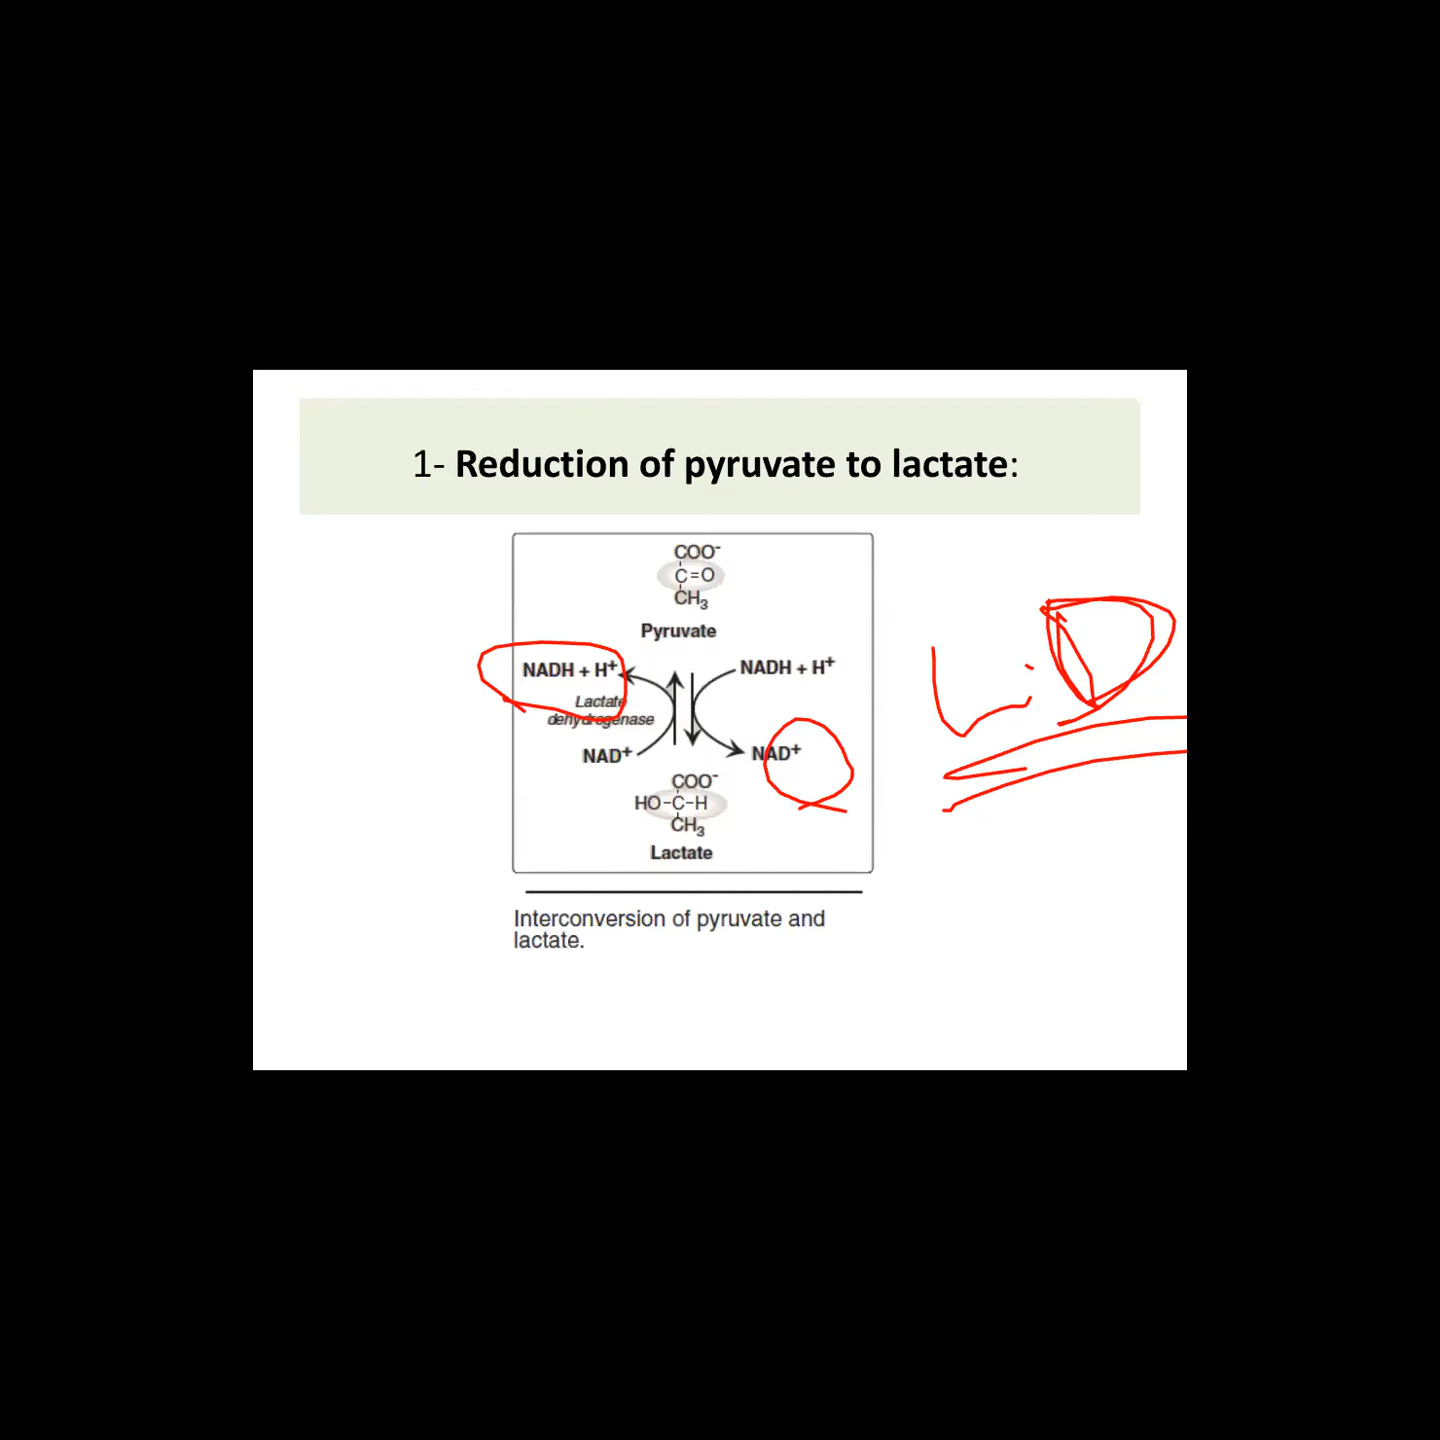 1- Reduction of pyruvate to lactate:
COO⁻
C=O
CH₃
Pyruvate
NADH + H⁺
NADH + H⁺
Lactate
dehydrogenase
NAD⁺
NAD⁺
COO⁻
HO-C-H
CH₃
Lactate
Interconversion of pyruvate and
lactate.